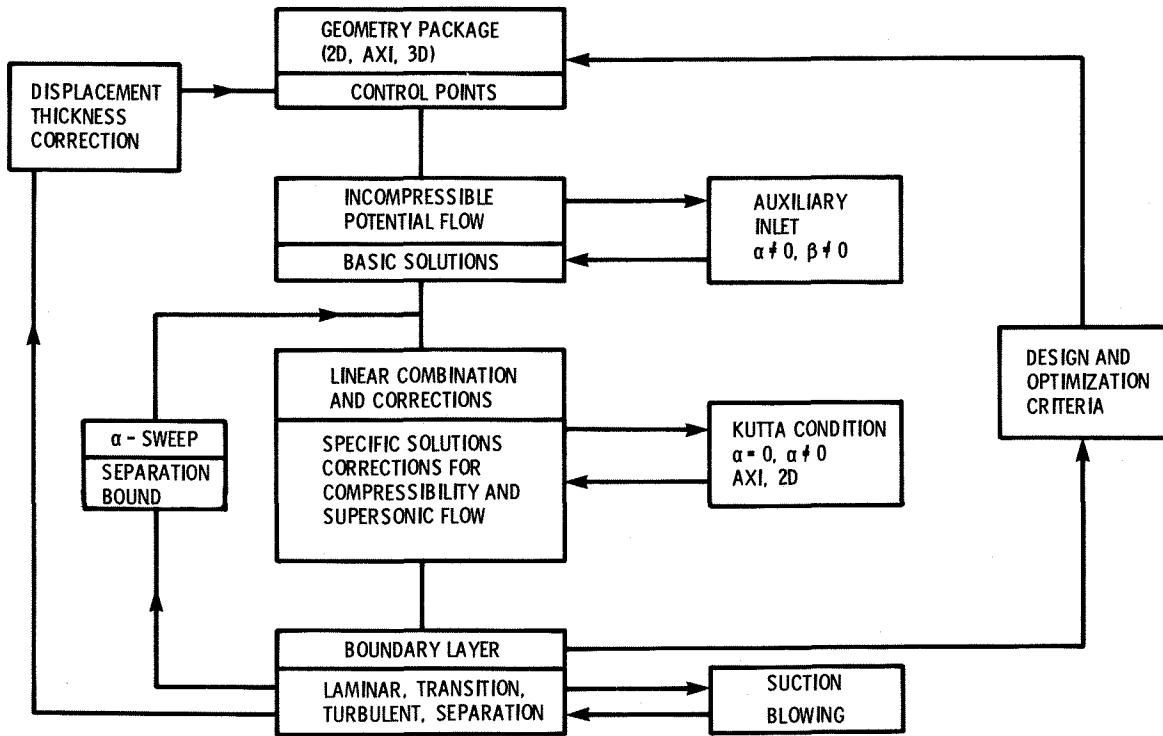 GEOMETRY PACKAGE
(2D, AXI, 3D)
CONTROL POINTS
DISPLACEMENT
THICKNESS
CORRECTION
INCOMPRESSIBLE
POTENTIAL FLOW
BASIC SOLUTIONS
AUXILIARY
INLET
α ≠ 0, β ≠ 0
LINEAR COMBINATION
AND CORRECTIONS
SPECIFIC SOLUTIONS
CORRECTIONS FOR
COMPRESSIBILITY AND
SUPERSONIC FLOW
KUTTA CONDITION
α = 0, α ≠ 0
AXI, 2D
DESIGN AND
OPTIMIZATION
CRITERIA
α - SWEEP
SEPARATION
BOUND
BOUNDARY LAYER
LAMINAR, TRANSITION,
TURBULENT, SEPARATION
SUCTION
BLOWING